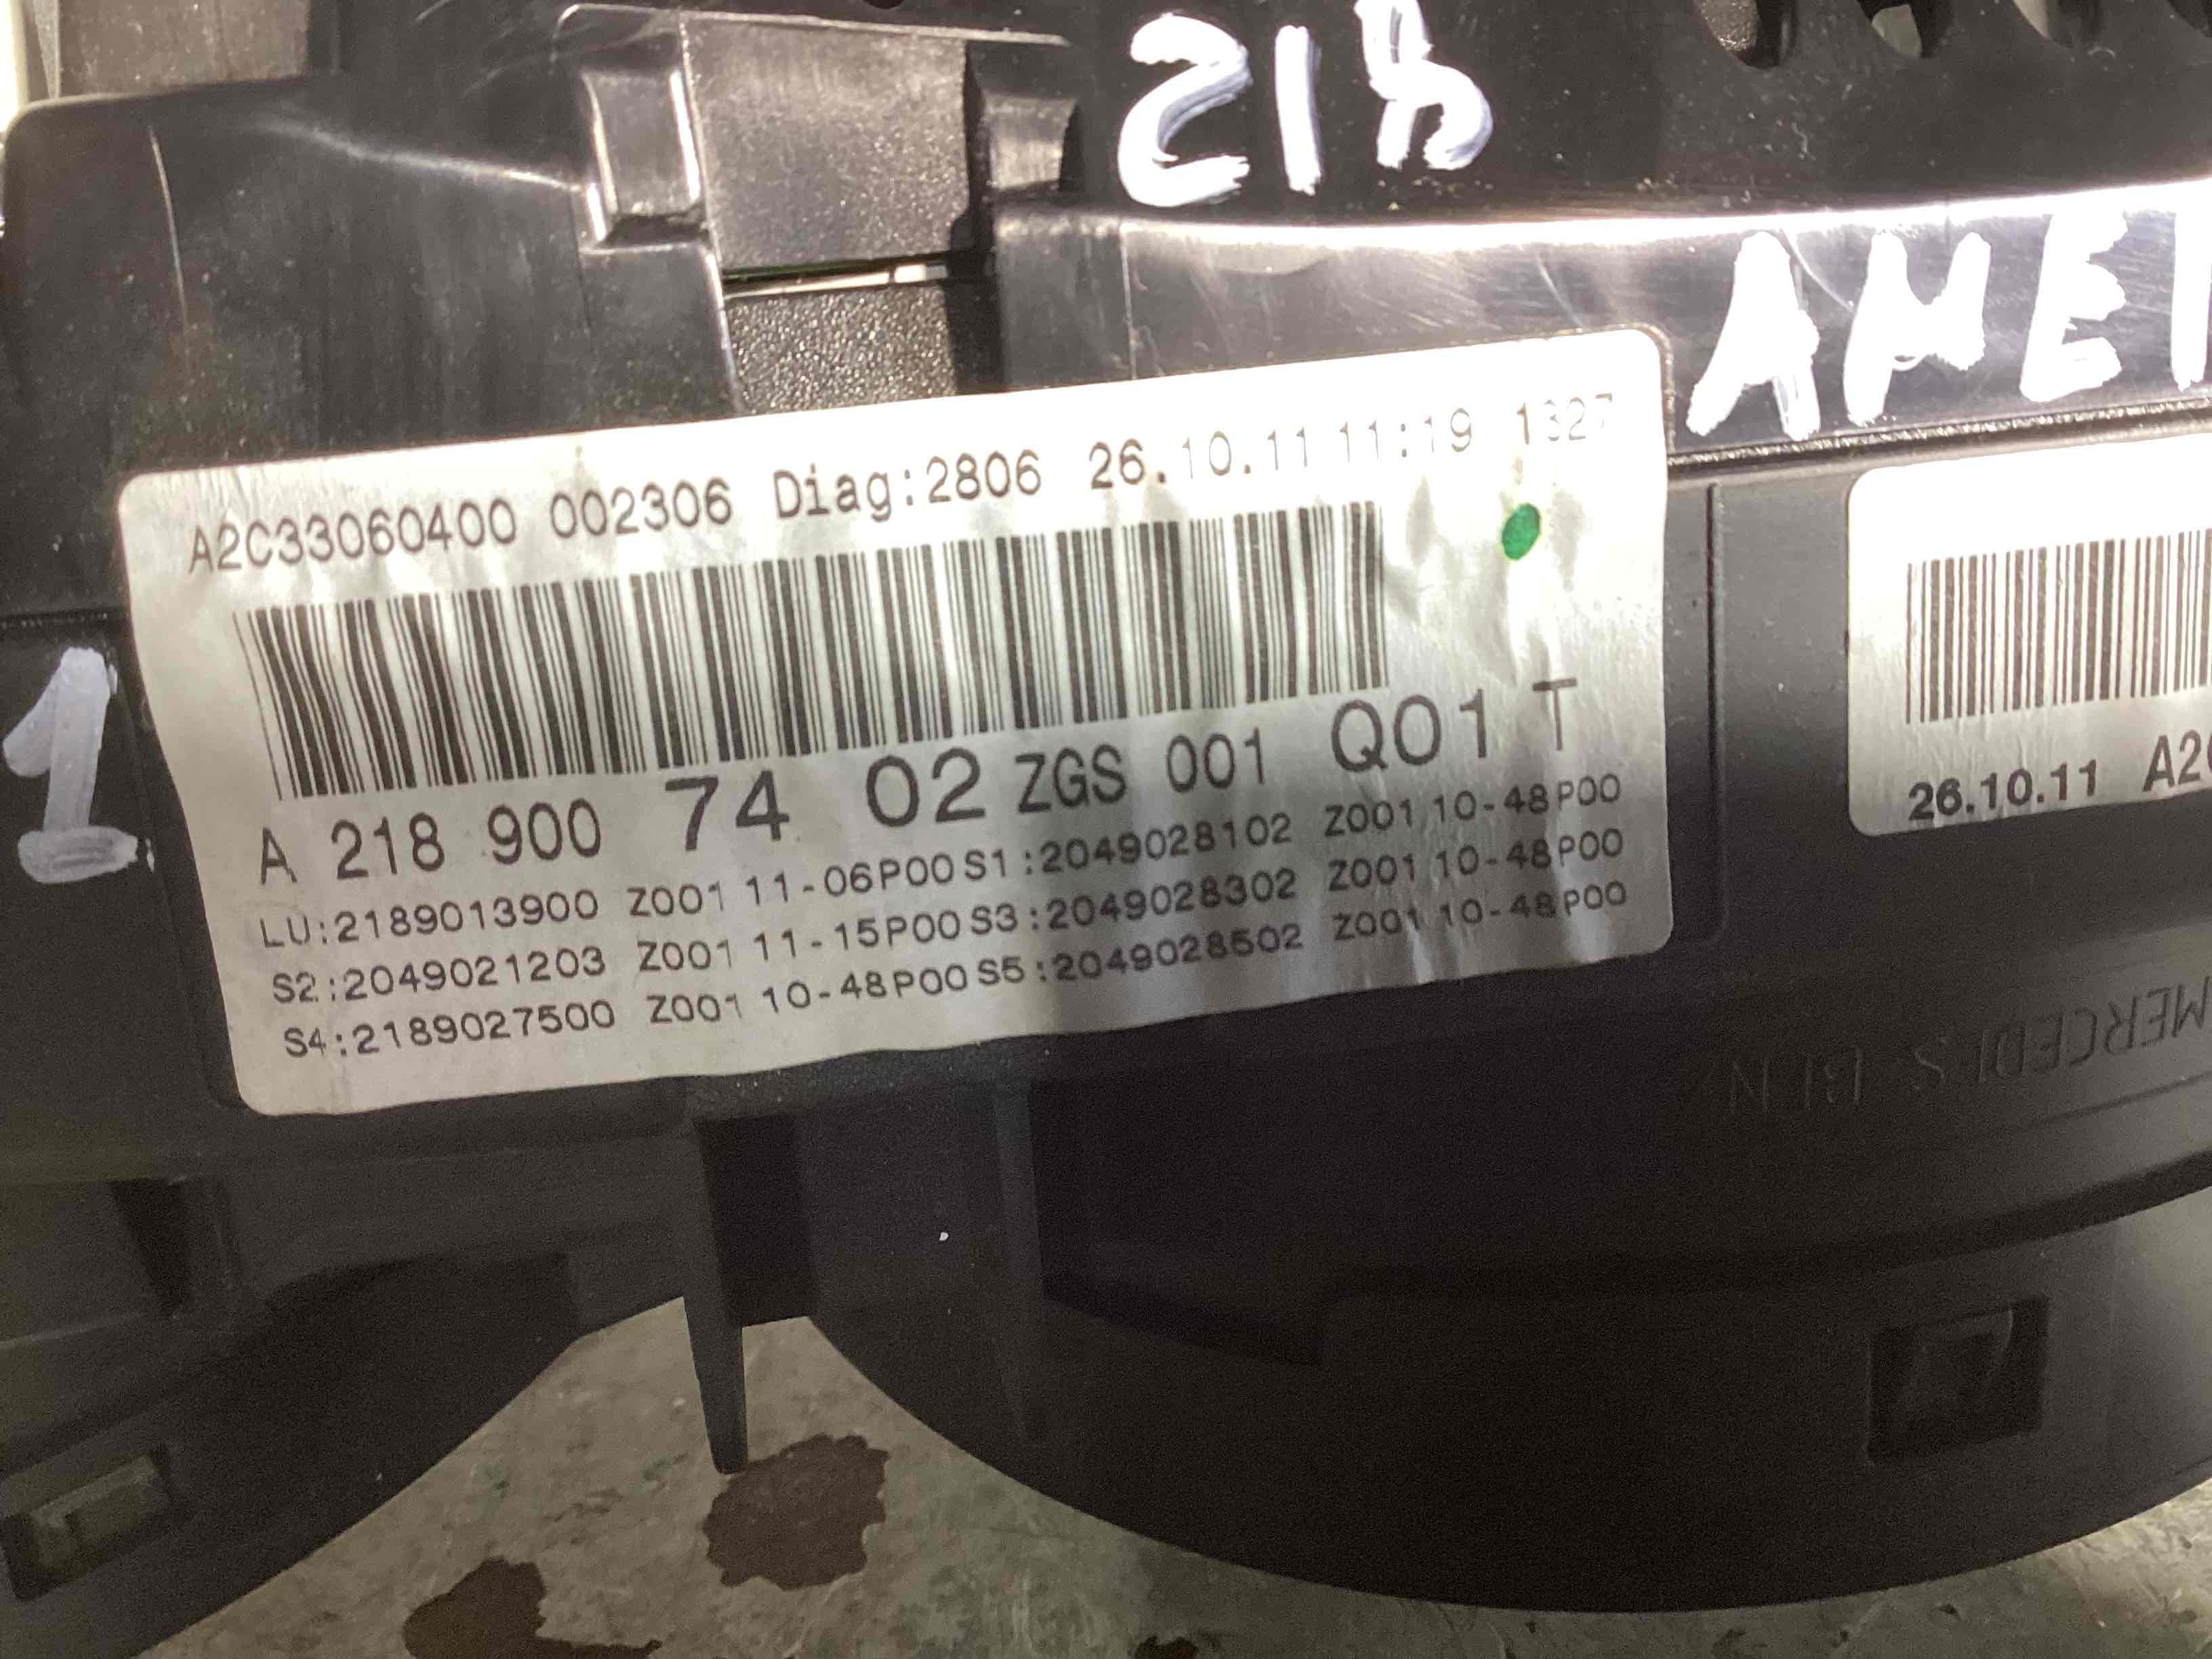 218
AMEI
A2C33060400 002306 Diag:2806 26.10.11 11:19 1327
1
A 218 900 74 02 ZGS 001 Q01 T
LU:2189013900 Z001 11-06P00 S1:2049028102 Z001 10-48P00
S2:2049021203 Z001 11-15P00 S3:2049028302 Z001 10-48P00
S4:2189027500 Z001 10-48P00 S5:2049028502 Z001 10-48P00
26.10.11 A2
MERCEDES BENZ